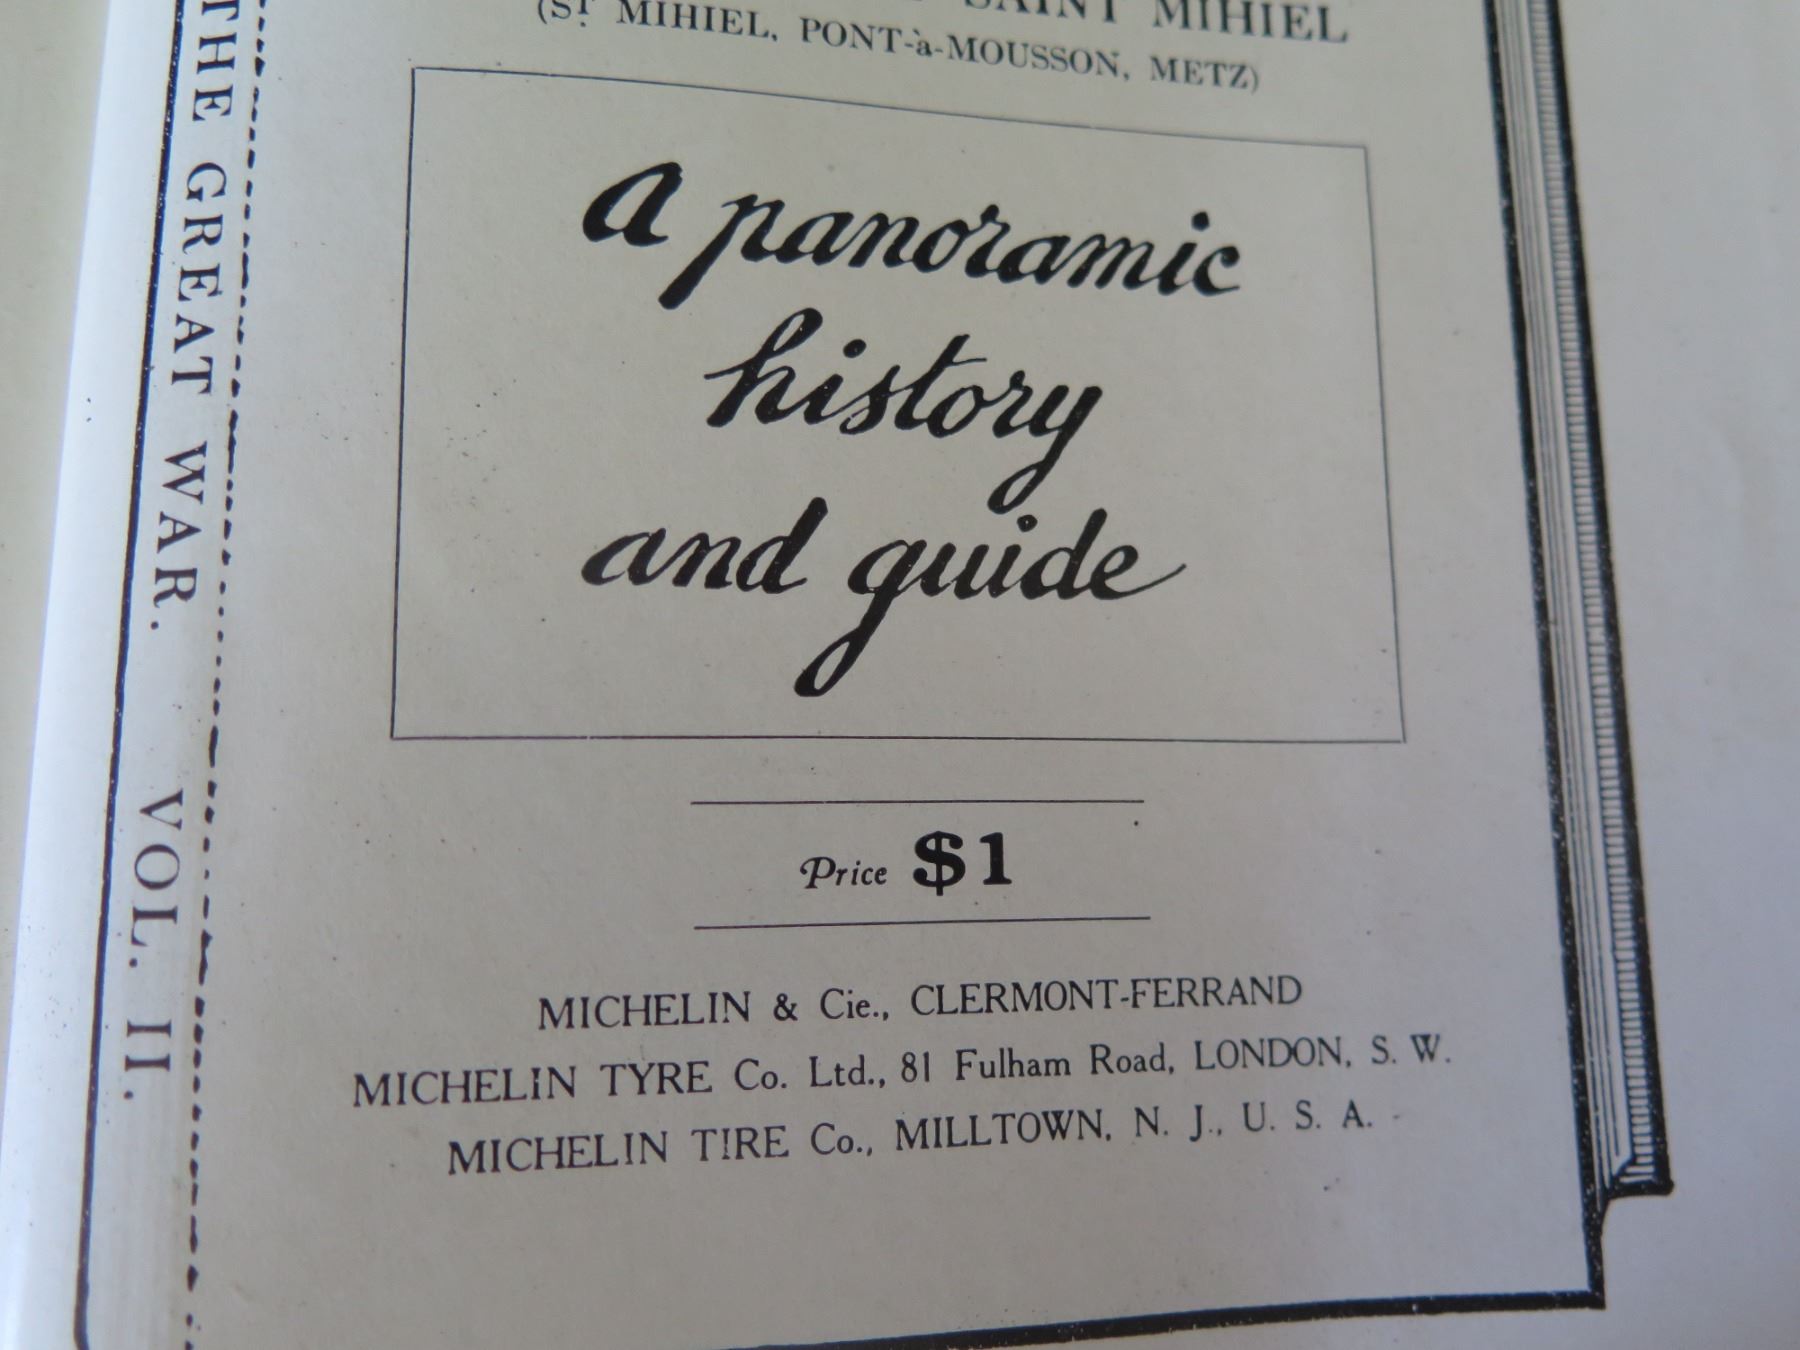 SAINT MIHIEL
(ST MIHIEL, PONT-à-MOUSSON, METZ)
a panoramic
history
and guide
Price $1
MICHELIN & Cie., CLERMONT-FERRAND
MICHELIN TYRE Co. Ltd., 81 Fulham Road, LONDON, S. W.
MICHELIN TIRE Co., MILLTOWN, N. J., U. S. A.
THE GREAT WAR. VOL. II.